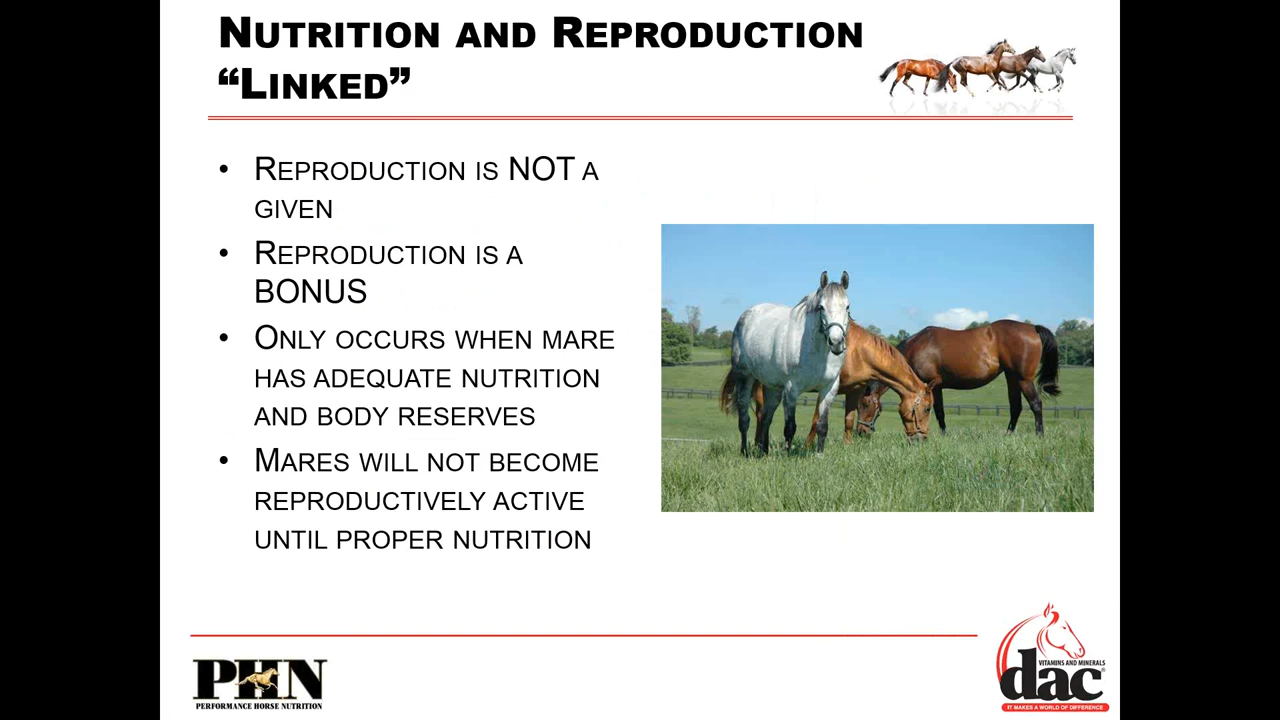 Nutrition and Reproduction
“Linked”
• Reproduction is NOT a
given
• Reproduction is a
BONUS
• Only occurs when mare
has adequate nutrition
and body reserves
• Mares will not become
reproductively active
until proper nutrition
PHN
PERFORMANCE HORSE NUTRITION
VITAMINS AND MINERALS
dac®
IT MAKES A WORLD OF DIFFERENCE